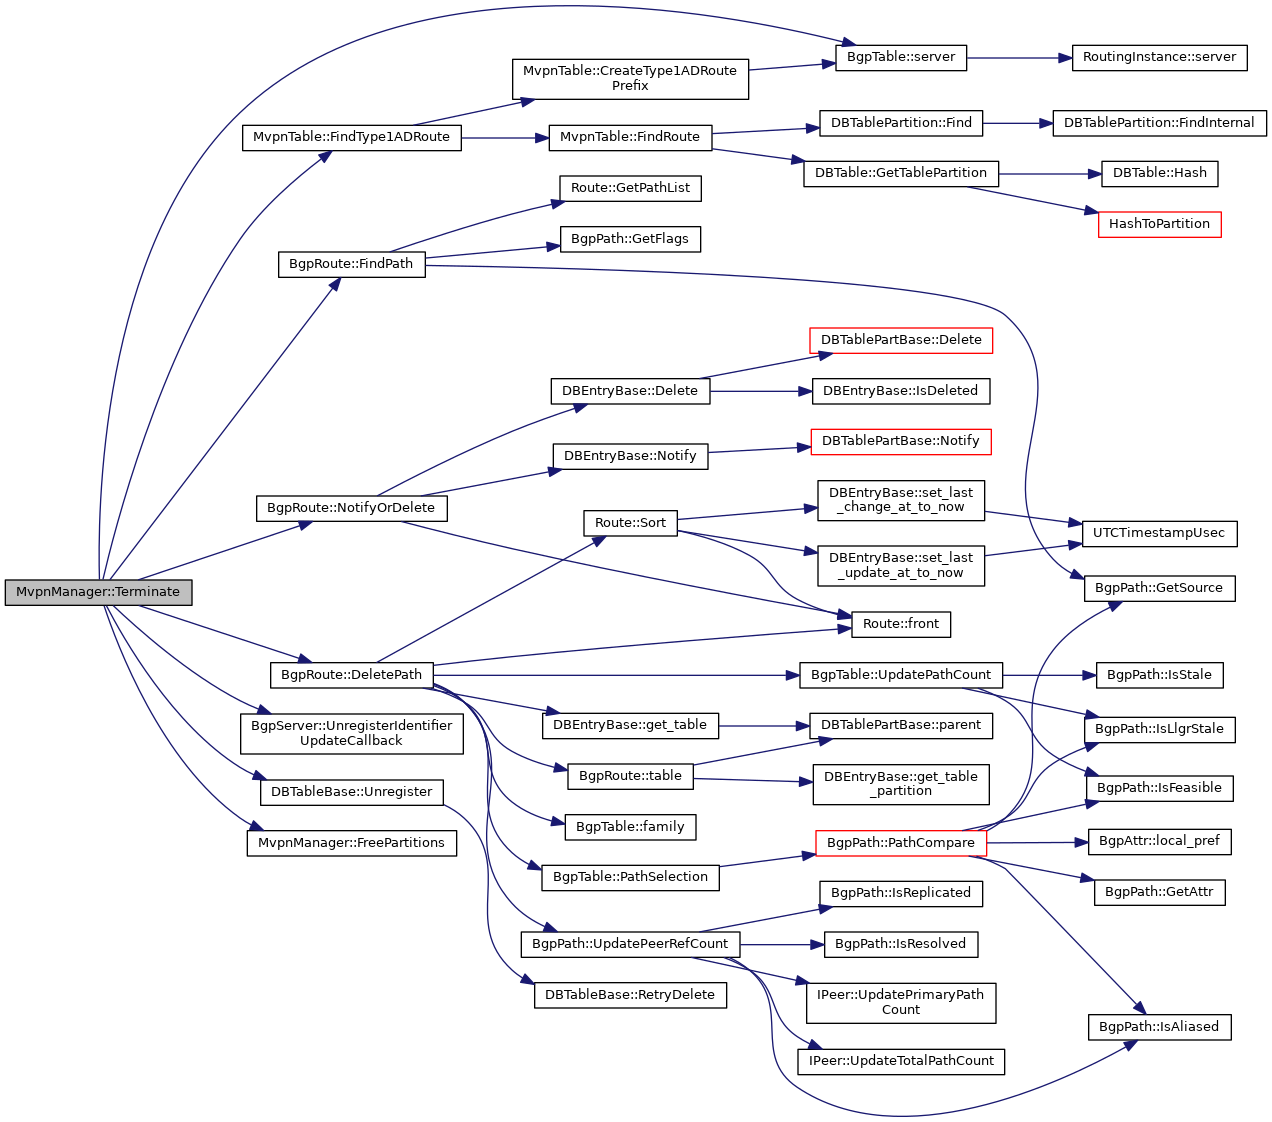 MvpnManager::Terminate
BgpTable::server
RoutingInstance::server
MvpnTable::FindType1ADRoute
MvpnTable::CreateType1ADRoute
Prefix
MvpnTable::FindRoute
DBTablePartition::Find
DBTablePartition::FindInternal
DBTable::GetTablePartition
DBTable::Hash
HashToPartition
BgpRoute::FindPath
Route::GetPathList
BgpPath::GetFlags
BgpPath::GetSource
BgpRoute::NotifyOrDelete
DBEntryBase::Delete
DBTablePartBase::Delete
DBEntryBase::IsDeleted
DBEntryBase::Notify
DBTablePartBase::Notify
Route::front
BgpRoute::DeletePath
Route::Sort
DBEntryBase::set_last
_change_at_to_now
DBEntryBase::set_last
_update_at_to_now
UTCTimestampUsec
BgpTable::UpdatePathCount
BgpPath::IsStale
BgpPath::IsLlgrStale
BgpPath::IsFeasible
DBEntryBase::get_table
DBTablePartBase::parent
BgpRoute::table
DBEntryBase::get_table
_partition
BgpTable::family
BgpTable::PathSelection
BgpPath::PathCompare
BgpAttr::local_pref
BgpPath::GetAttr
BgpPath::IsAliased
BgpPath::UpdatePeerRefCount
BgpPath::IsReplicated
BgpPath::IsResolved
IPeer::UpdatePrimaryPath
Count
IPeer::UpdateTotalPathCount
BgpServer::UnregisterIdentifier
UpdateCallback
DBTableBase::Unregister
DBTableBase::RetryDelete
MvpnManager::FreePartitions